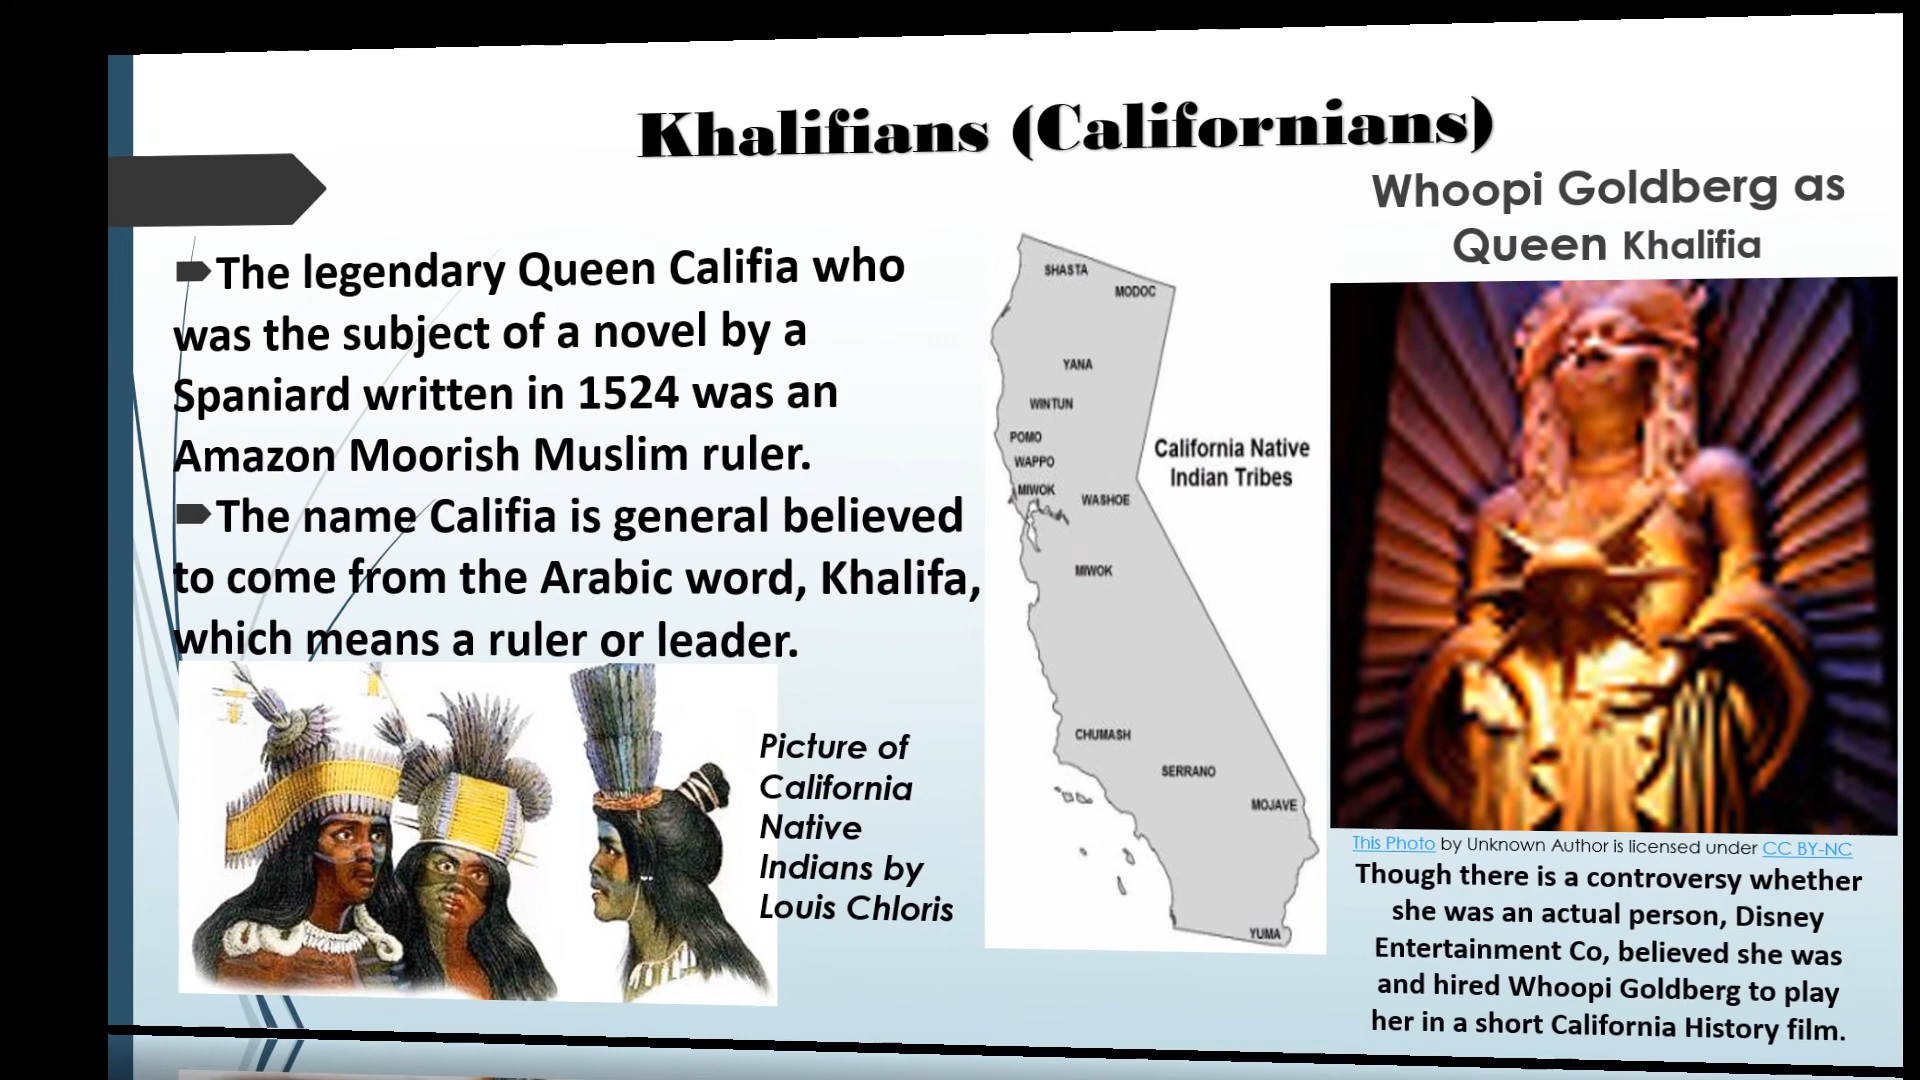 Khalifians (Californians)
Whoopi Goldberg as
Queen Khalifia
The legendary Queen Califia who
was the subject of a novel by a
Spaniard written in 1524 was an
Amazon Moorish Muslim ruler.
The name Califia is general believed
to come from the Arabic word, Khalifa,
which means a ruler or leader.
Picture of
California
Native
Indians by
Louis Chloris
SHASTA
MODOC
YANA
WINTUN
POMO
WAPPO
MIWOK
WASHOE
California Native
Indian Tribes
MIWOK
CHUMASH
SERRANO
MOJAVE
YUMA
This Photo by Unknown Author is licensed under CC BY-NC
Though there is a controversy whether
she was an actual person, Disney
Entertainment Co, believed she was
and hired Whoopi Goldberg to play
her in a short California History film.